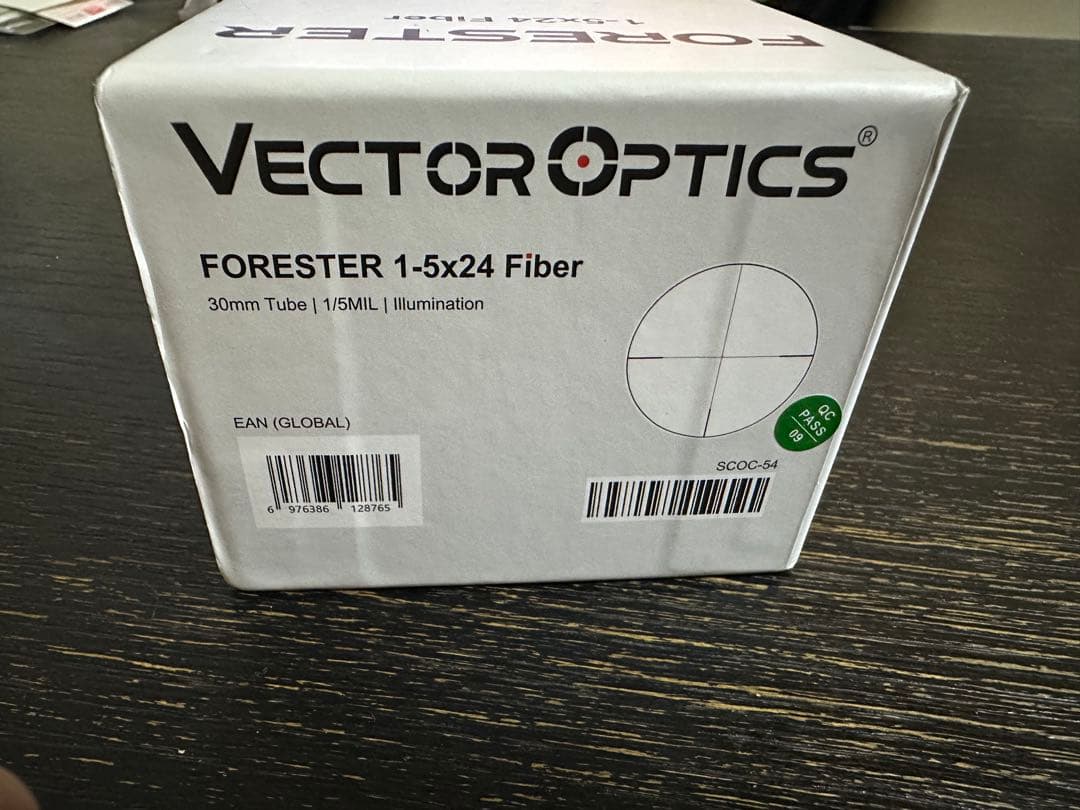 FORESTER
1-5x24 Fiber
VECTOR OPTICS®
FORESTER 1-5x24 Fiber
30mm Tube | 1/5MIL | Illumination
EAN (GLOBAL)
6 976386 128765
QC
PASS
09
SCOC-54